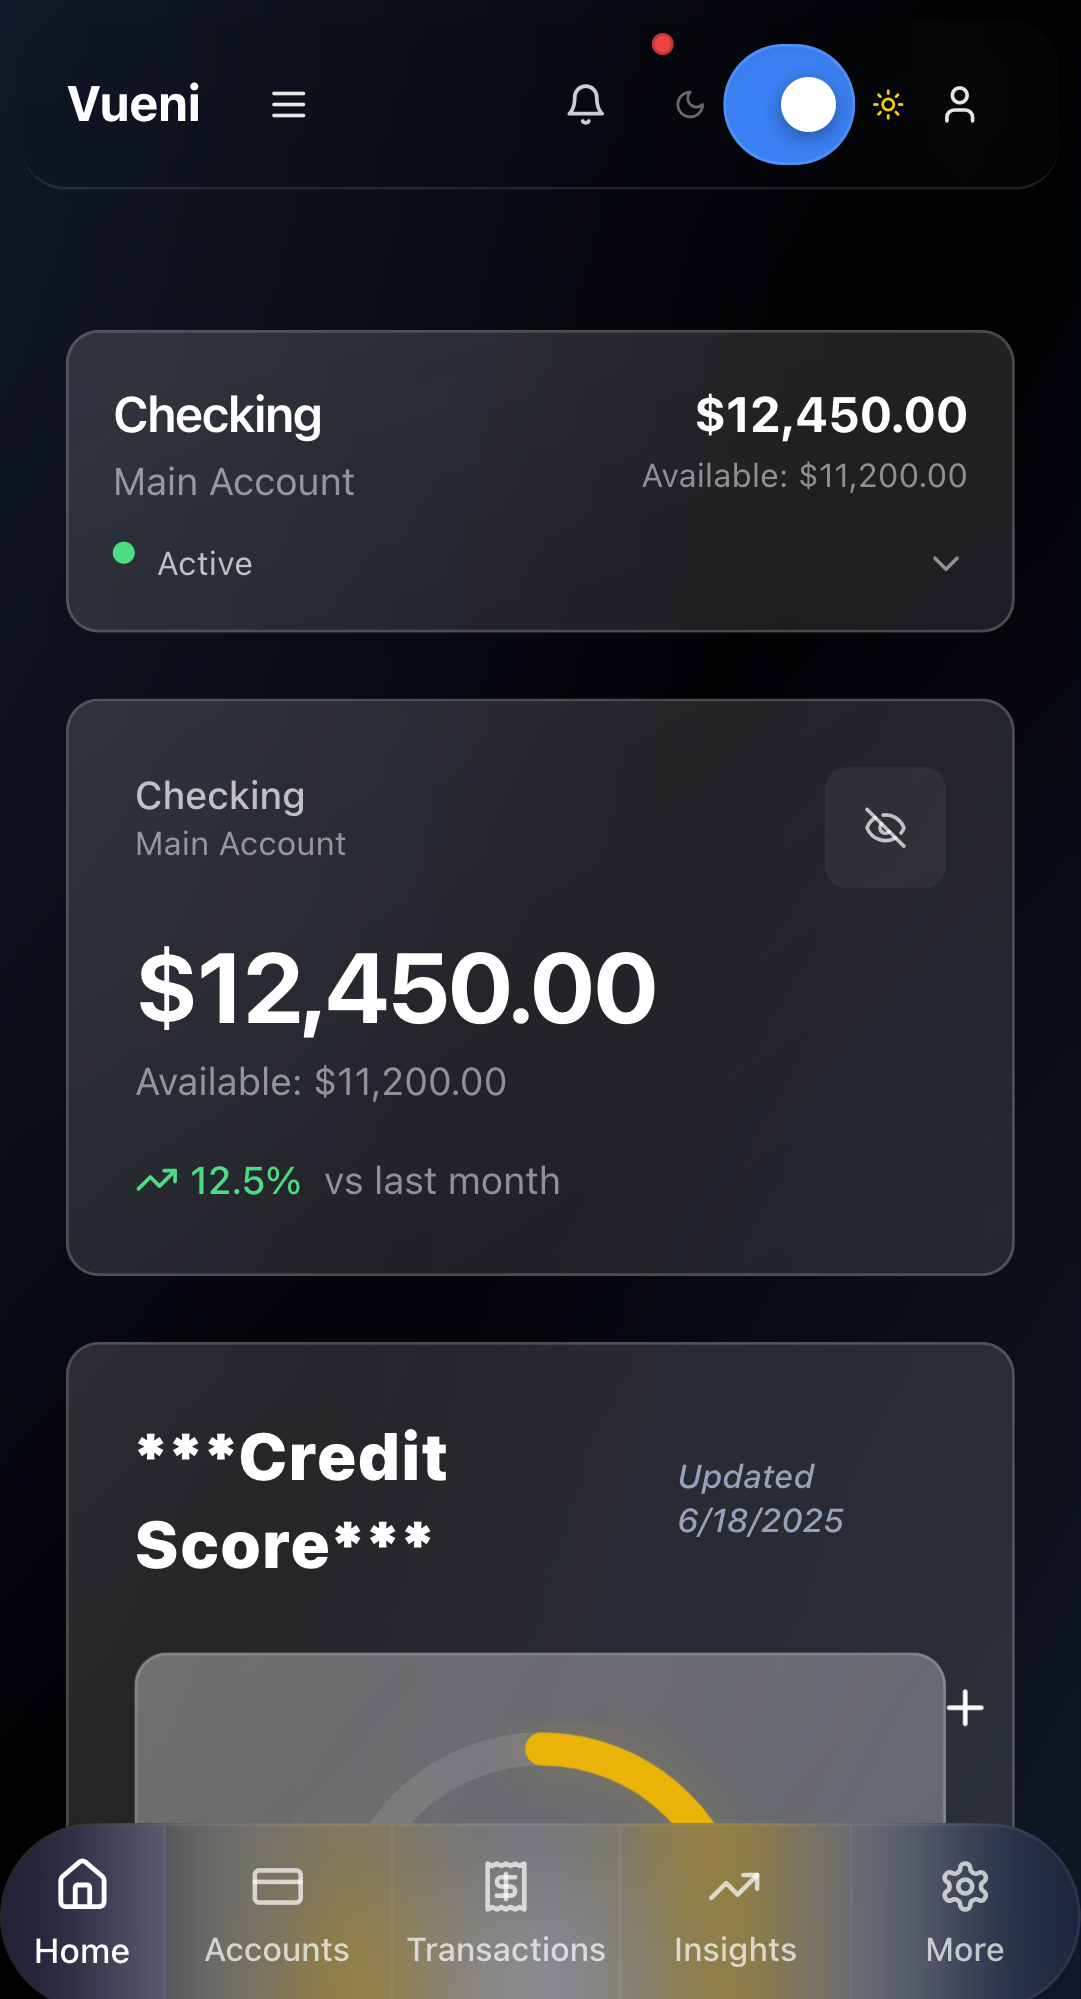 Vueni
Checking
$12,450.00
Main Account
Available: $11,200.00
Active
Checking
Main Account
$12,450.00
Available: $11,200.00
12.5% vs last month
***Credit
Score***
Updated
6/18/2025
Home
Accounts
Transactions
Insights
More